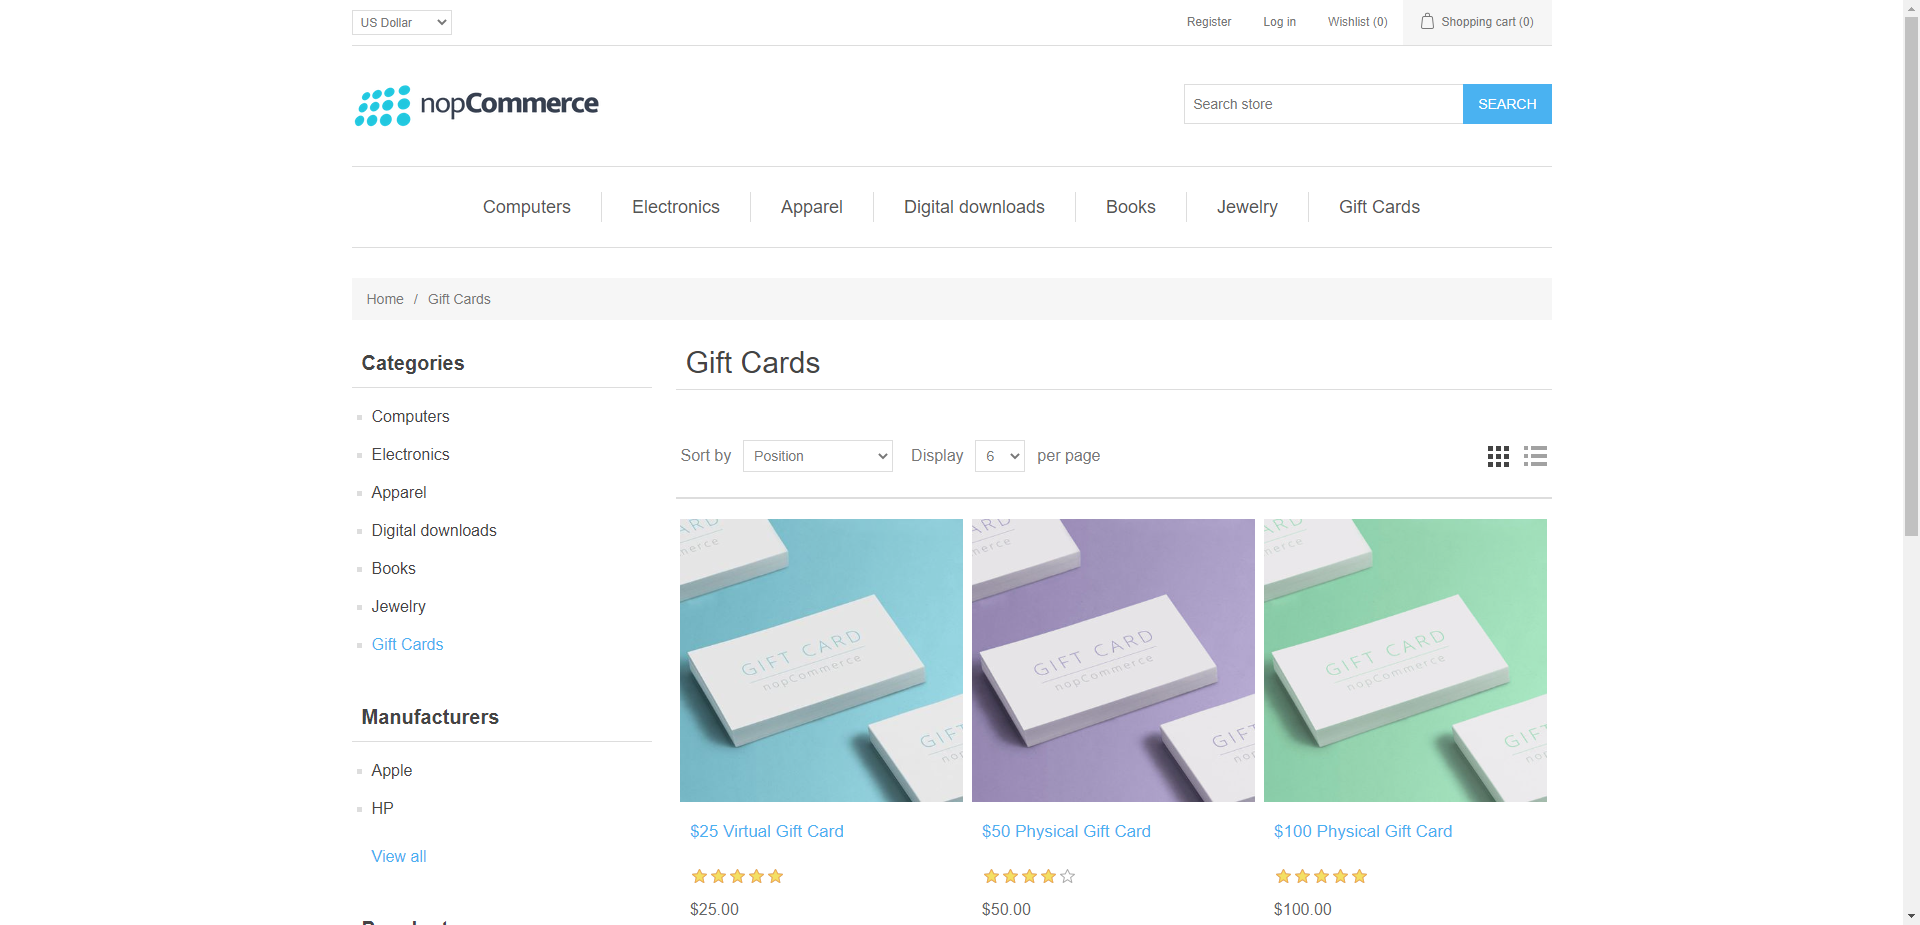 US Dollar
Register
Log in
Wishlist (0)
Shopping cart (0)
nopCommerce
Search store
SEARCH
Computers
Electronics
Apparel
Digital downloads
Books
Jewelry
Gift Cards
Home / Gift Cards
Categories
Computers
Electronics
Apparel
Digital downloads
Books
Jewelry
Gift Cards
Manufacturers
Apple
HP
View all
Gift Cards
Sort by Position Display 6 per page
GIFT CARD
nopCommerce
GIFT CARD
nopCommerce
GIFT CARD
nopCommerce
$25 Virtual Gift Card
$25.00
$50 Physical Gift Card
$50.00
$100 Physical Gift Card
$100.00